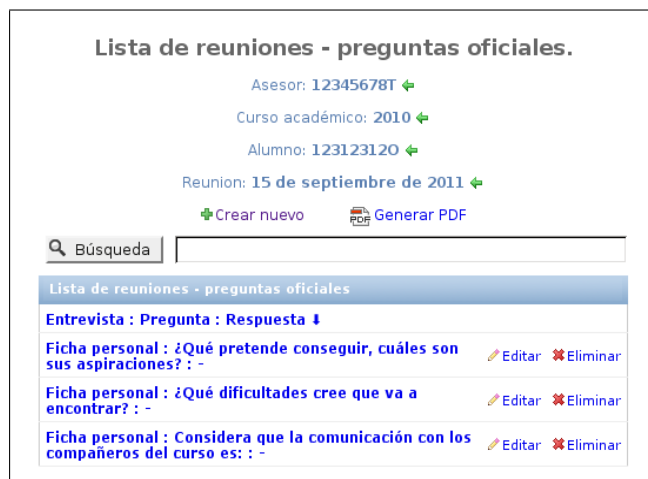 Lista de reuniones - preguntas oficiales.
Asesor: 12345678T
Curso académico: 2010
Alumno: 12312312O
Reunion: 15 de septiembre de 2011
Crear nuevo PDF Generar PDF
Búsqueda
Lista de reuniones - preguntas oficiales
Entrevista : Pregunta : Respuesta
Ficha personal : ¿Qué pretende conseguir, cuáles son
sus aspiraciones? : -
Editar Eliminar
Ficha personal : ¿Qué dificultades cree que va a
encontrar? : -
Editar Eliminar
Ficha personal : Considera que la comunicación con los
compañeros del curso es: : -
Editar Eliminar